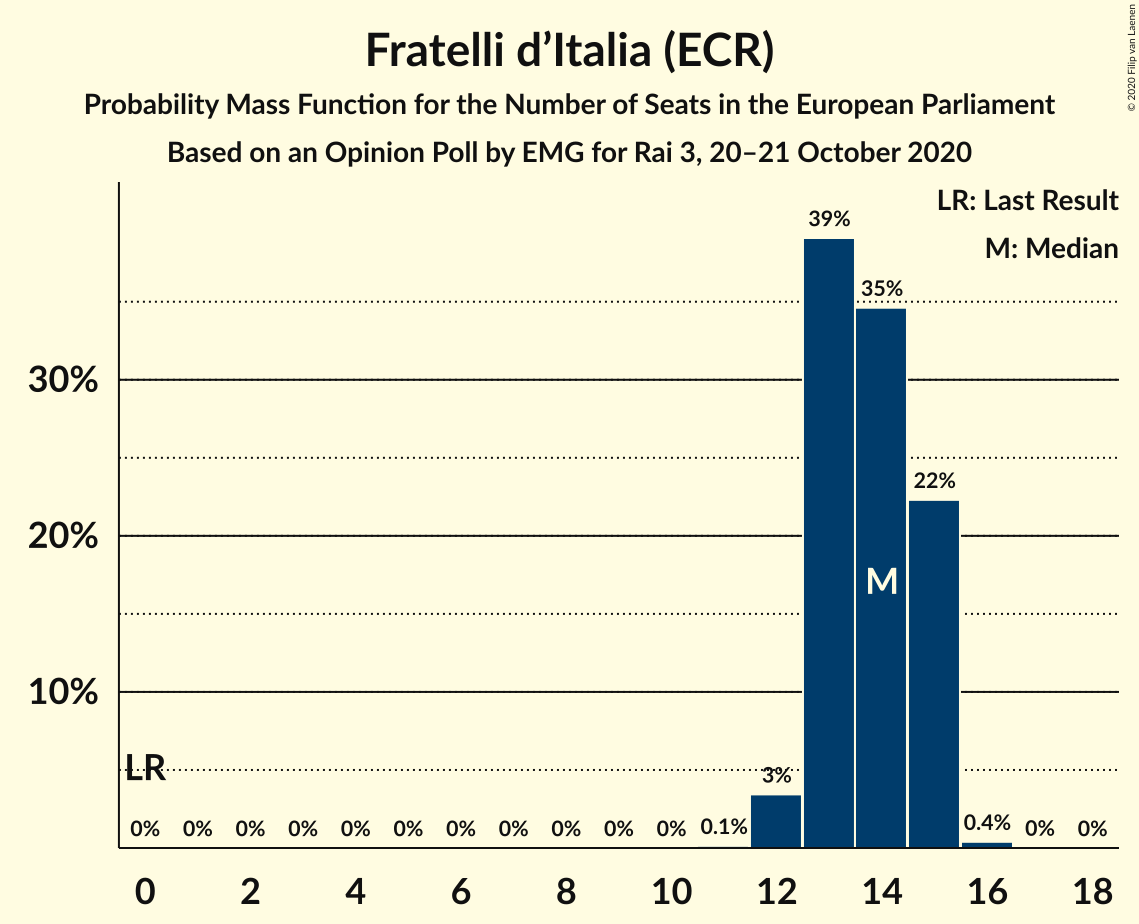 Fratelli d’Italia (ECR)
Probability Mass Function for the Number of Seats in the European Parliament
Based on an Opinion Poll by EMG for Rai 3, 20–21 October 2020
© 2020 Filip van Laenen
LR: Last Result
M: Median
39%
35%
30%
22%
20%
M
10%
LR
3%
0% 0% 0% 0% 0% 0% 0% 0% 0% 0% 0% 0.1% 0.4% 0% 0%
0 2 4 6 8 10 12 14 16 18